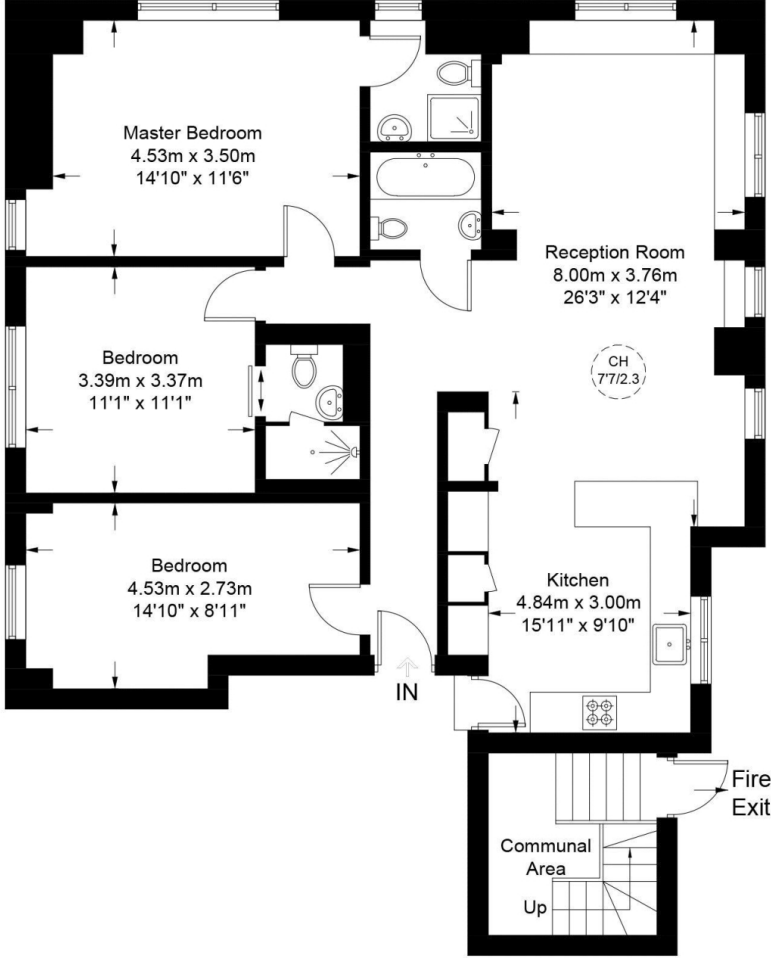 Master Bedroom
4.53m x 3.50m
14'10" x 11'6"
Reception Room
8.00m x 3.76m
26'3" x 12'4"
CH
7'7/2.3
Bedroom
3.39m x 3.37m
11'1" x 11'1"
Bedroom
4.53m x 2.73m
14'10" x 8'11"
Kitchen
4.84m x 3.00m
15'11" x 9'10"
IN
Fire
Exit
Communal
Area
Up